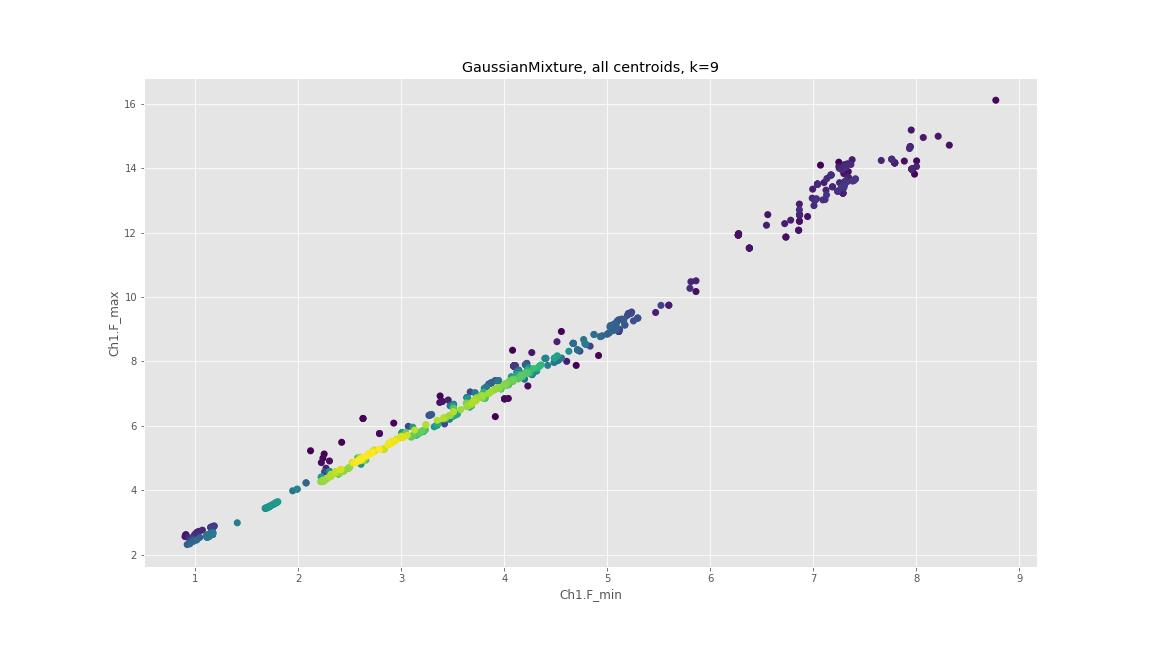 GaussianMixture, all centroids, k=9
16
14
12
10
8
6
4
2
Ch1.F_max
1 2 3 4 5 6 7 8 9
Ch1.F_min